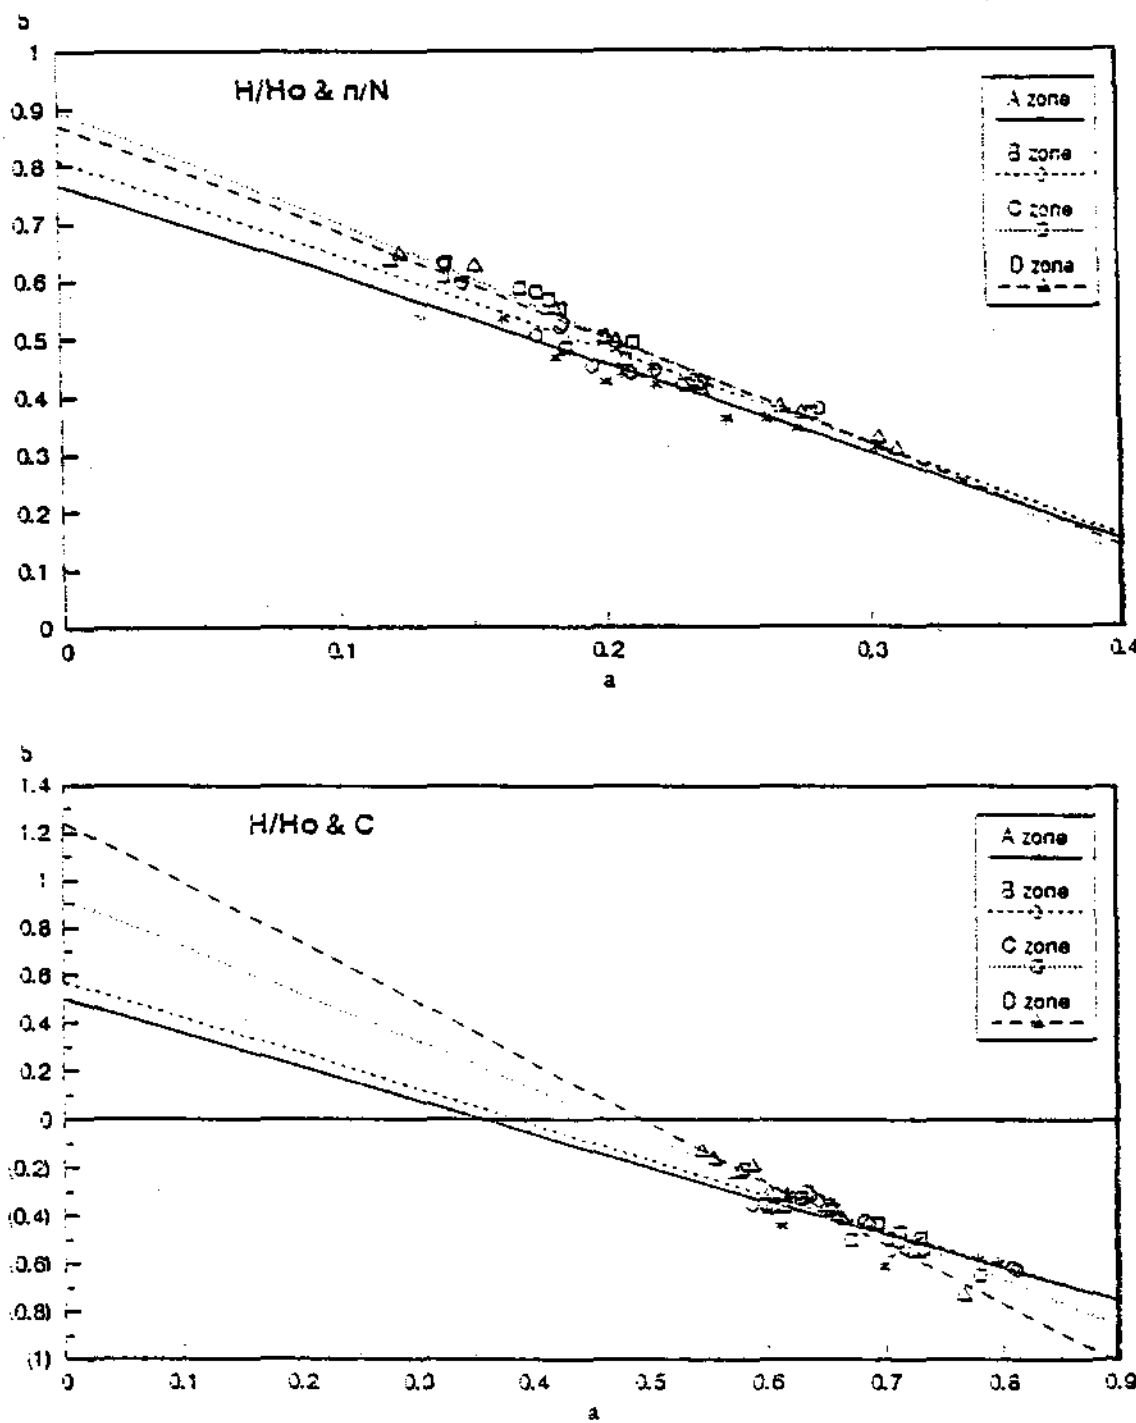 b
1
H/Ho & n/N
0.9
0.8
0.7
0.6
0.5
0.4
0.3
0.2
0.1
0
A zone
B zone
C zone
D zone
0 0.1 0.2 0.3 0.4
a
b
1.4
H/Ho & C
1.2
1
0.8
0.6
0.4
0.2
0
(0.2)
(0.4)
(0.6)
(0.8)
(1)
A zone
B zone
C zone
D zone
0 0.1 0.2 0.3 0.4 0.5 0.6 0.7 0.8 0.9
a